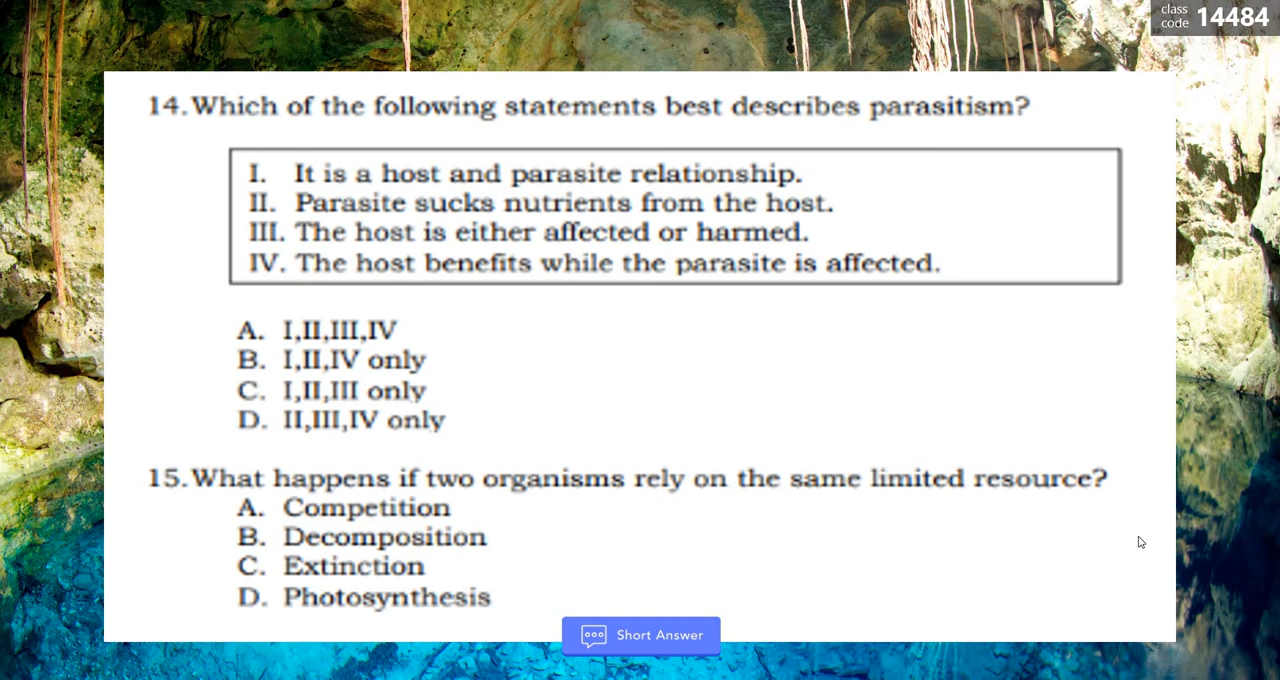 class
code 14484
14. Which of the following statements best describes parasitism?
I. It is a host and parasite relationship.
II. Parasite sucks nutrients from the host.
III. The host is either affected or harmed.
IV. The host benefits while the parasite is affected.
A. I,II,III,IV
B. I,II,IV only
C. I,II,III only
D. II,III,IV only
15. What happens if two organisms rely on the same limited resource?
A. Competition
B. Decomposition
C. Extinction
D. Photosynthesis
Short Answer